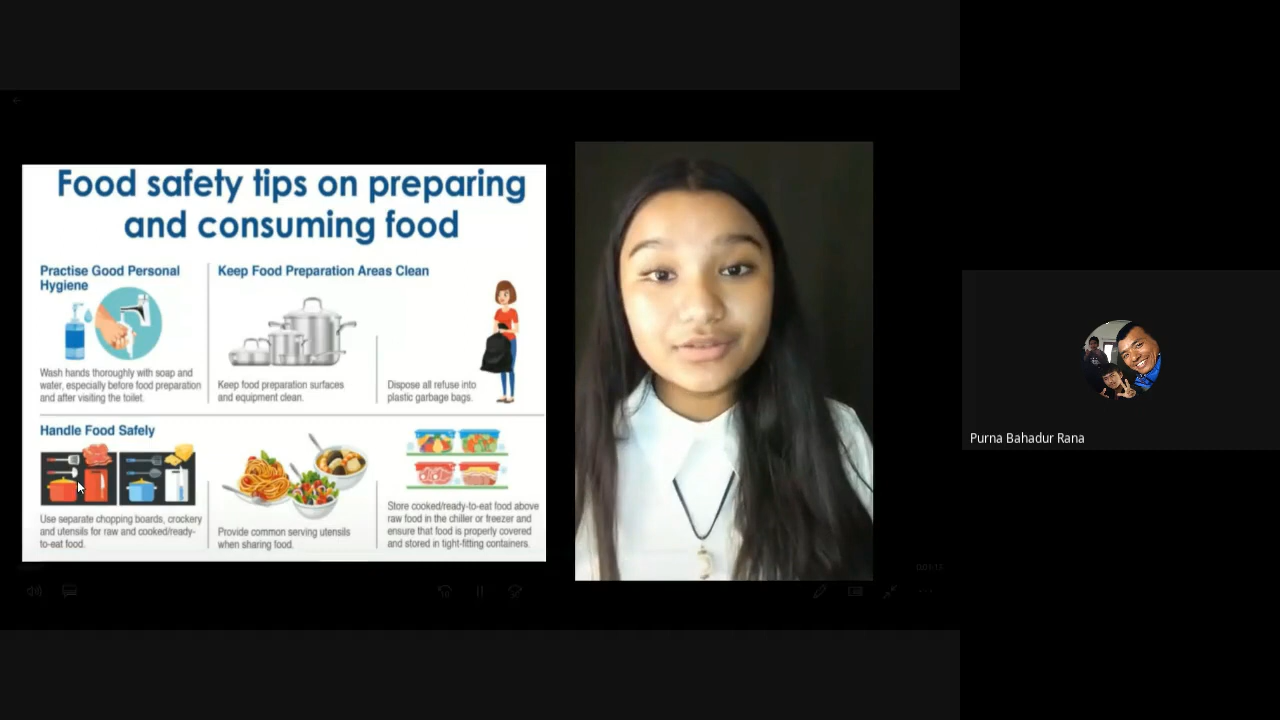 Food safety tips on preparing
and consuming food
Practise Good Personal
Hygiene
Wash hands thoroughly with soap and
water, especially before food preparation
and after visiting the toilet.
Keep Food Preparation Areas Clean
Keep food preparation surfaces
and equipment clean.
Dispose all refuse into
plastic garbage bags.
Handle Food Safely
Use separate chopping boards, crockery
and utensils for raw and cooked/ready-
to-eat food.
Provide common serving utensils
when sharing food.
Store cooked/ready-to-eat food above
raw food in the chiller or freezer and
ensure that food is properly covered
and stored in tight-fitting containers.
Purna Bahadur Rana